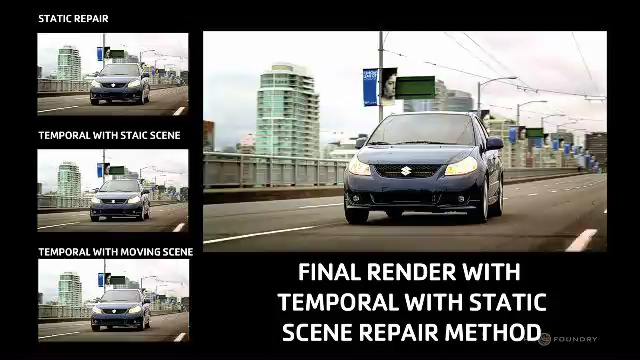 STATIC REPAIR
TEMPORAL WITH STAIC SCENE
TEMPORAL WITH MOVING SCENE
FINAL RENDER WITH
TEMPORAL WITH STATIC
SCENE REPAIR METHOD
FOUNDRY